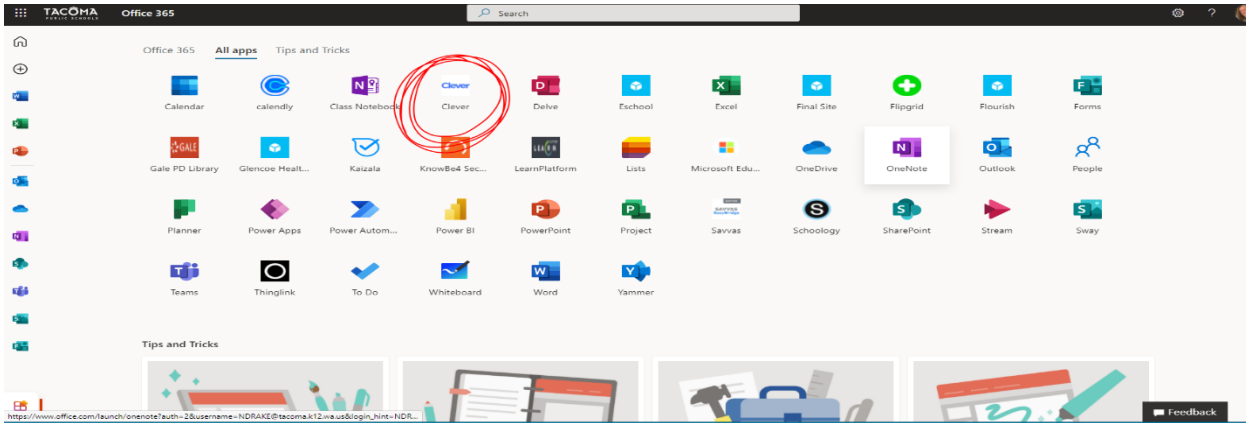 TACOMA
PUBLIC SCHOOLS
Office 365
Search
?
Office 365 All apps Tips and Tricks
Clever
Calendar calendly Class Notebook Clever Delve Eschool Excel Final Site Flipgrid Flourish Forms
GALE
LEARN
Gale PD Library Glencoe Healt... Kaizala KnowBe4 Sec... LearnPlatform Lists Microsoft Edu... OneDrive OneNote Outlook People
SAVVAS
Planner Power Apps Power Autom... Power BI PowerPoint Project Savvas Schoology SharePoint Stream Sway
Teams Thinglink To Do Whiteboard Word Yammer
Tips and Tricks
https://www.office.com/launch/onenote?auth=2&username=NDRAKE@tacoma.k12.wa.us&login_hint=NDR...
Feedback